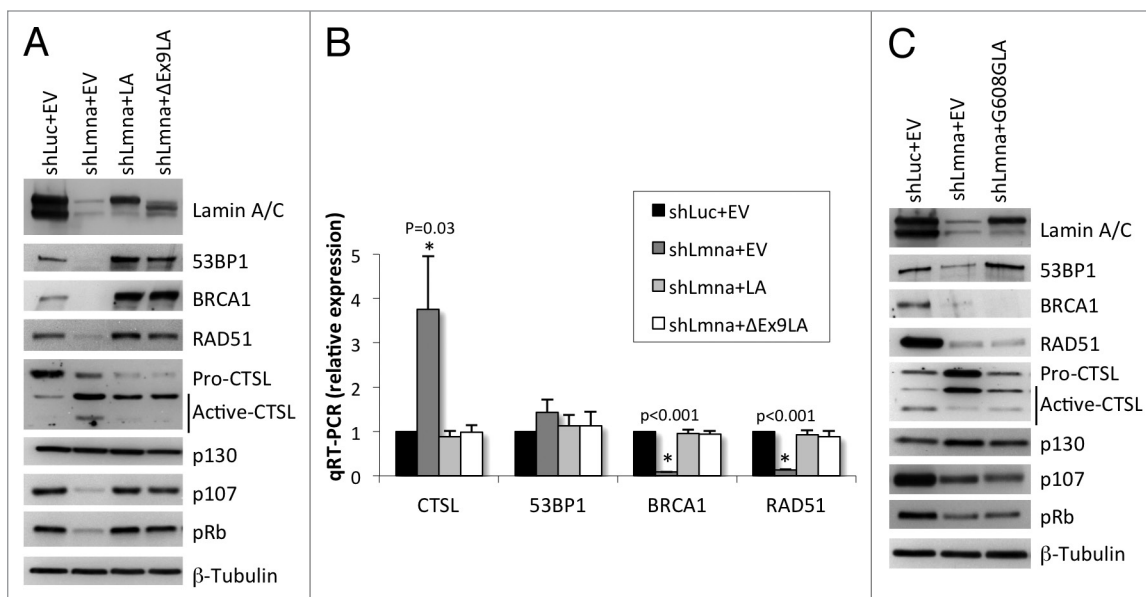 A
shLuc+EV
shLmna+EV
shLmna+LA
shLmna+ΔEx9LA
Lamin A/C
53BP1
BRCA1
RAD51
Pro-CTSL
Active-CTSL
p130
p107
pRb
β-Tubulin
B
qRT-PCR (relative expression)
5
4
3
2
1
0
P=0.03
*
p<0.001
*
p<0.001
*
CTSL
53BP1
BRCA1
RAD51
shLuc+EV
shLmna+EV
shLmna+LA
shLmna+ΔEx9LA
C
shLuc+EV
shLmna+EV
shLmna+G608GLA
Lamin A/C
53BP1
BRCA1
RAD51
Pro-CTSL
Active-CTSL
p130
p107
pRb
β-Tubulin